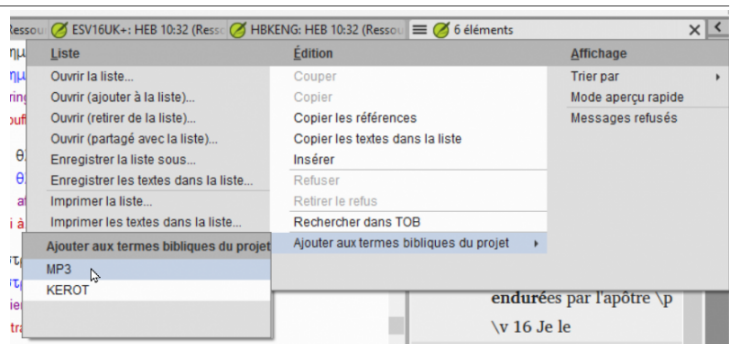 ESV16UK+: HEB 10:32
HBKENG: HEB 10:32 (Ressou
6 éléments
Liste
Ouvrir la liste...
Ouvrir (ajouter à la liste)...
Ouvrir (retirer de la liste)...
Ouvrir (partagé avec la liste)...
Enregistrer la liste sous...
Enregistrer les textes dans la liste...
Imprimer la liste...
Imprimer les textes dans la liste...
Édition
Couper
Copier
Copier les références
Copier les textes dans la liste
Insérer
Refuser
Retirer le refus
Rechercher dans TOB
Ajouter aux termes bibliques du projet
Affichage
Trier par
Mode aperçu rapide
Messages refusés
Ajouter aux termes bibliques du projet
MP3
KEROT
endurées par l'apôtre \p
\v 16 Je le